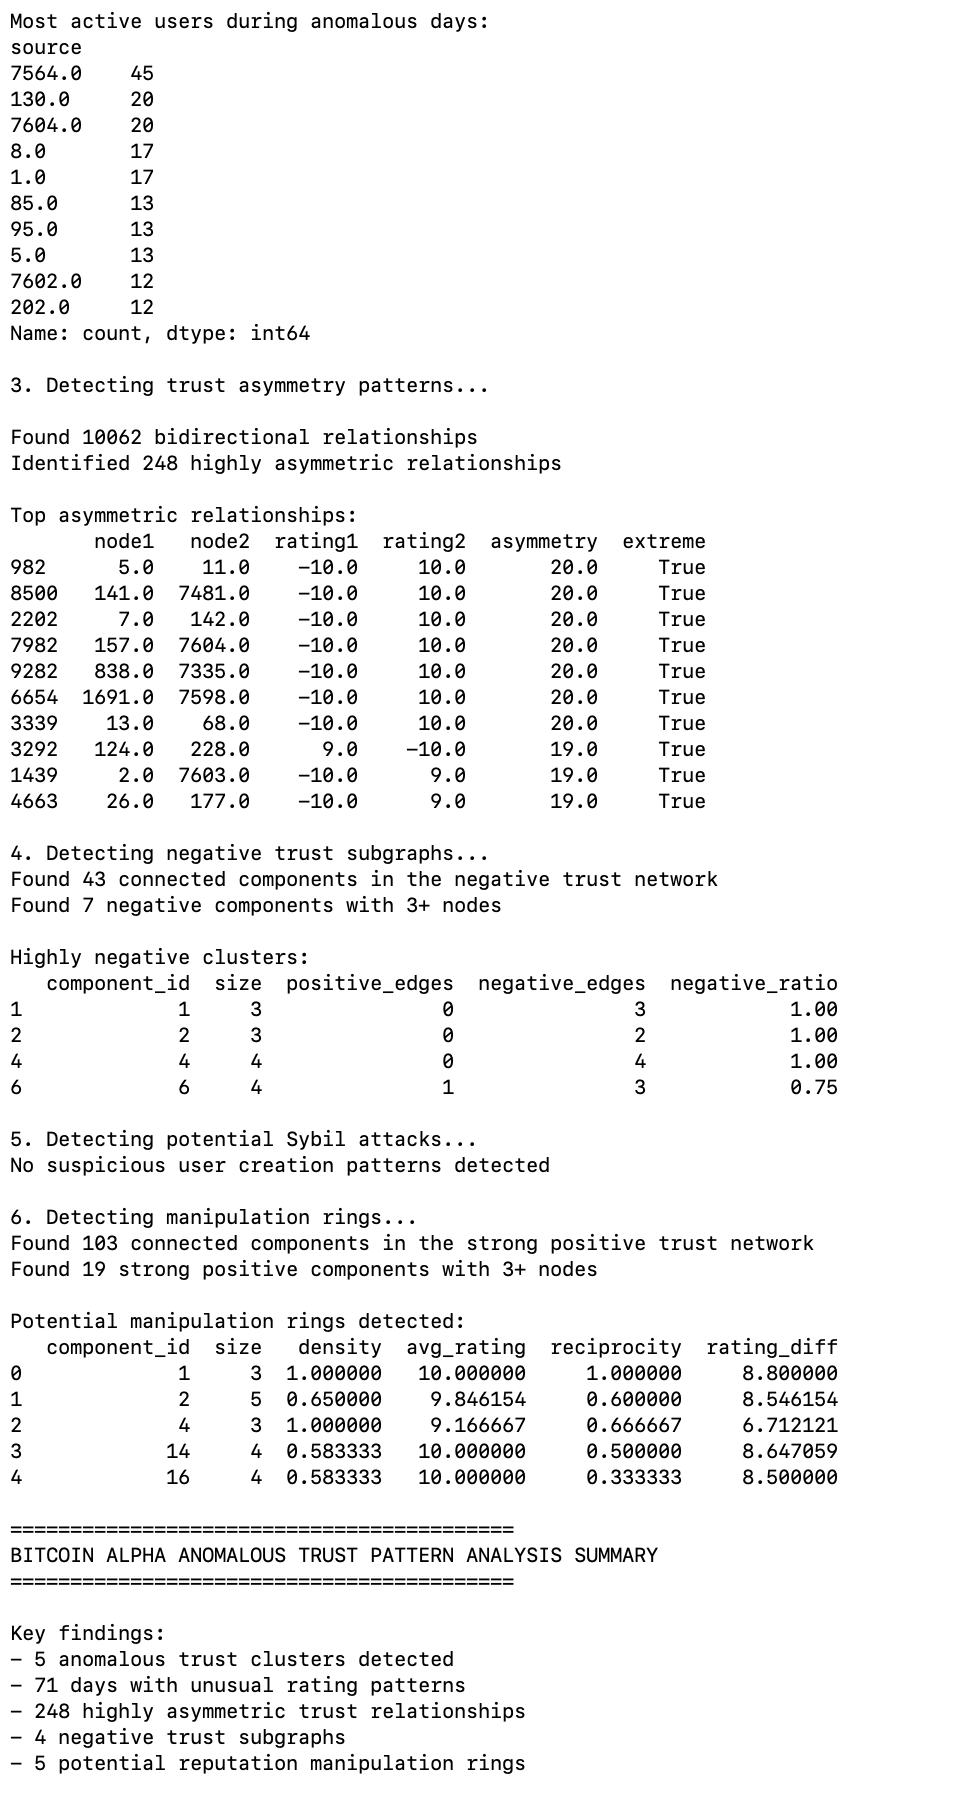 Most active users during anomalous days:
source
7564.0    45
130.0     20
7604.0    20
8.0       17
1.0       17
85.0      13
95.0      13
5.0       13
7602.0    12
202.0     12
Name: count, dtype: int64

3. Detecting trust asymmetry patterns...

Found 10062 bidirectional relationships
Identified 248 highly asymmetric relationships

Top asymmetric relationships:
       node1   node2  rating1  rating2  asymmetry  extreme
982      5.0    11.0    −10.0     10.0       20.0     True
8500   141.0  7481.0    −10.0     10.0       20.0     True
2202     7.0   142.0    −10.0     10.0       20.0     True
7982   157.0  7604.0    −10.0     10.0       20.0     True
9282   838.0  7335.0    −10.0     10.0       20.0     True
6654  1691.0  7598.0    −10.0     10.0       20.0     True
3339    13.0    68.0    −10.0     10.0       20.0     True
3292   124.0   228.0      9.0    −10.0       19.0     True
1439     2.0  7603.0    −10.0      9.0       19.0     True
4663    26.0   177.0    −10.0      9.0       19.0     True

4. Detecting negative trust subgraphs...
Found 43 connected components in the negative trust network
Found 7 negative components with 3+ nodes

Highly negative clusters:
   component_id  size  positive_edges  negative_edges  negative_ratio
1             1     3               0               3            1.00
2             2     3               0               2            1.00
4             4     4               0               4            1.00
6             6     4               1               3            0.75

5. Detecting potential Sybil attacks...
No suspicious user creation patterns detected

6. Detecting manipulation rings...
Found 103 connected components in the strong positive trust network
Found 19 strong positive components with 3+ nodes

Potential manipulation rings detected:
   component_id  size   density  avg_rating  reciprocity  rating_diff
0             1     3  1.000000   10.000000     1.000000     8.800000
1             2     5  0.650000    9.846154     0.600000     8.546154
2             4     3  1.000000    9.166667     0.666667     6.712121
3            14     4  0.583333   10.000000     0.500000     8.647059
4            16     4  0.583333   10.000000     0.333333     8.500000

==========================================
BITCOIN ALPHA ANOMALOUS TRUST PATTERN ANALYSIS SUMMARY
==========================================

Key findings:
− 5 anomalous trust clusters detected
− 71 days with unusual rating patterns
− 248 highly asymmetric trust relationships
− 4 negative trust subgraphs
− 5 potential reputation manipulation rings